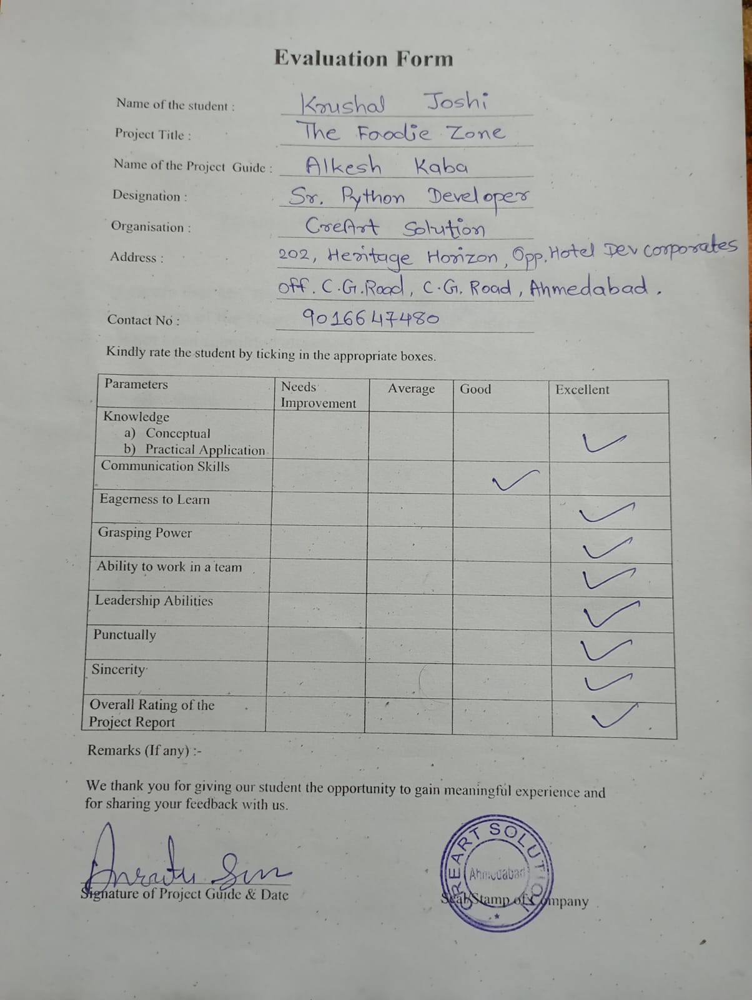 Evaluation Form
Name of the student : Krushal Joshi
Project Title : The Foodie Zone
Name of the Project Guide : Alkesh Kaba
Designation : Sr. Python Developer
Organisation : CreArt Solution
Address : 202, Heritage Horizon, Opp. Hotel Dev corporates
off. C.G. Road, C.G. Road, Ahmedabad.
Contact No : 9016647480
Kindly rate the student by ticking in the appropriate boxes.
Parameters Needs Improvement Average Good Excellent
Knowledge
a) Conceptual
b) Practical Application ✓
Communication Skills ✓
Eagerness to Learn ✓
Grasping Power ✓
Ability to work in a team ✓
Leadership Abilities ✓
Punctually ✓
Sincerity ✓
Overall Rating of the
Project Report ✓
Remarks (If any) :-
We thank you for giving our student the opportunity to gain meaningful experience and
for sharing your feedback with us.
CREART SOLUTION
Ahmedabad
Signature of Project Guide & Date
Seal/Stamp of Company